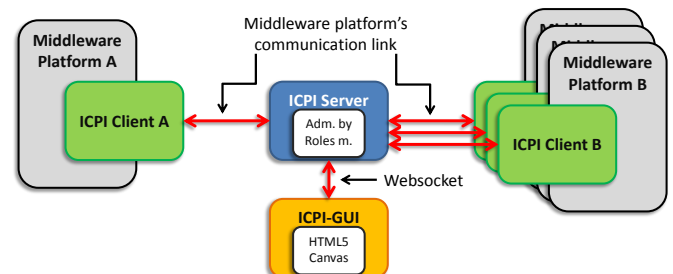 Middleware
Platform A
ICPI Client A
Middleware platform's
communication link
ICPI Server
Adm. by
Roles m.
Websocket
ICPI-GUI
HTML5
Canvas
Middleware
Platform B
ICPI Client B